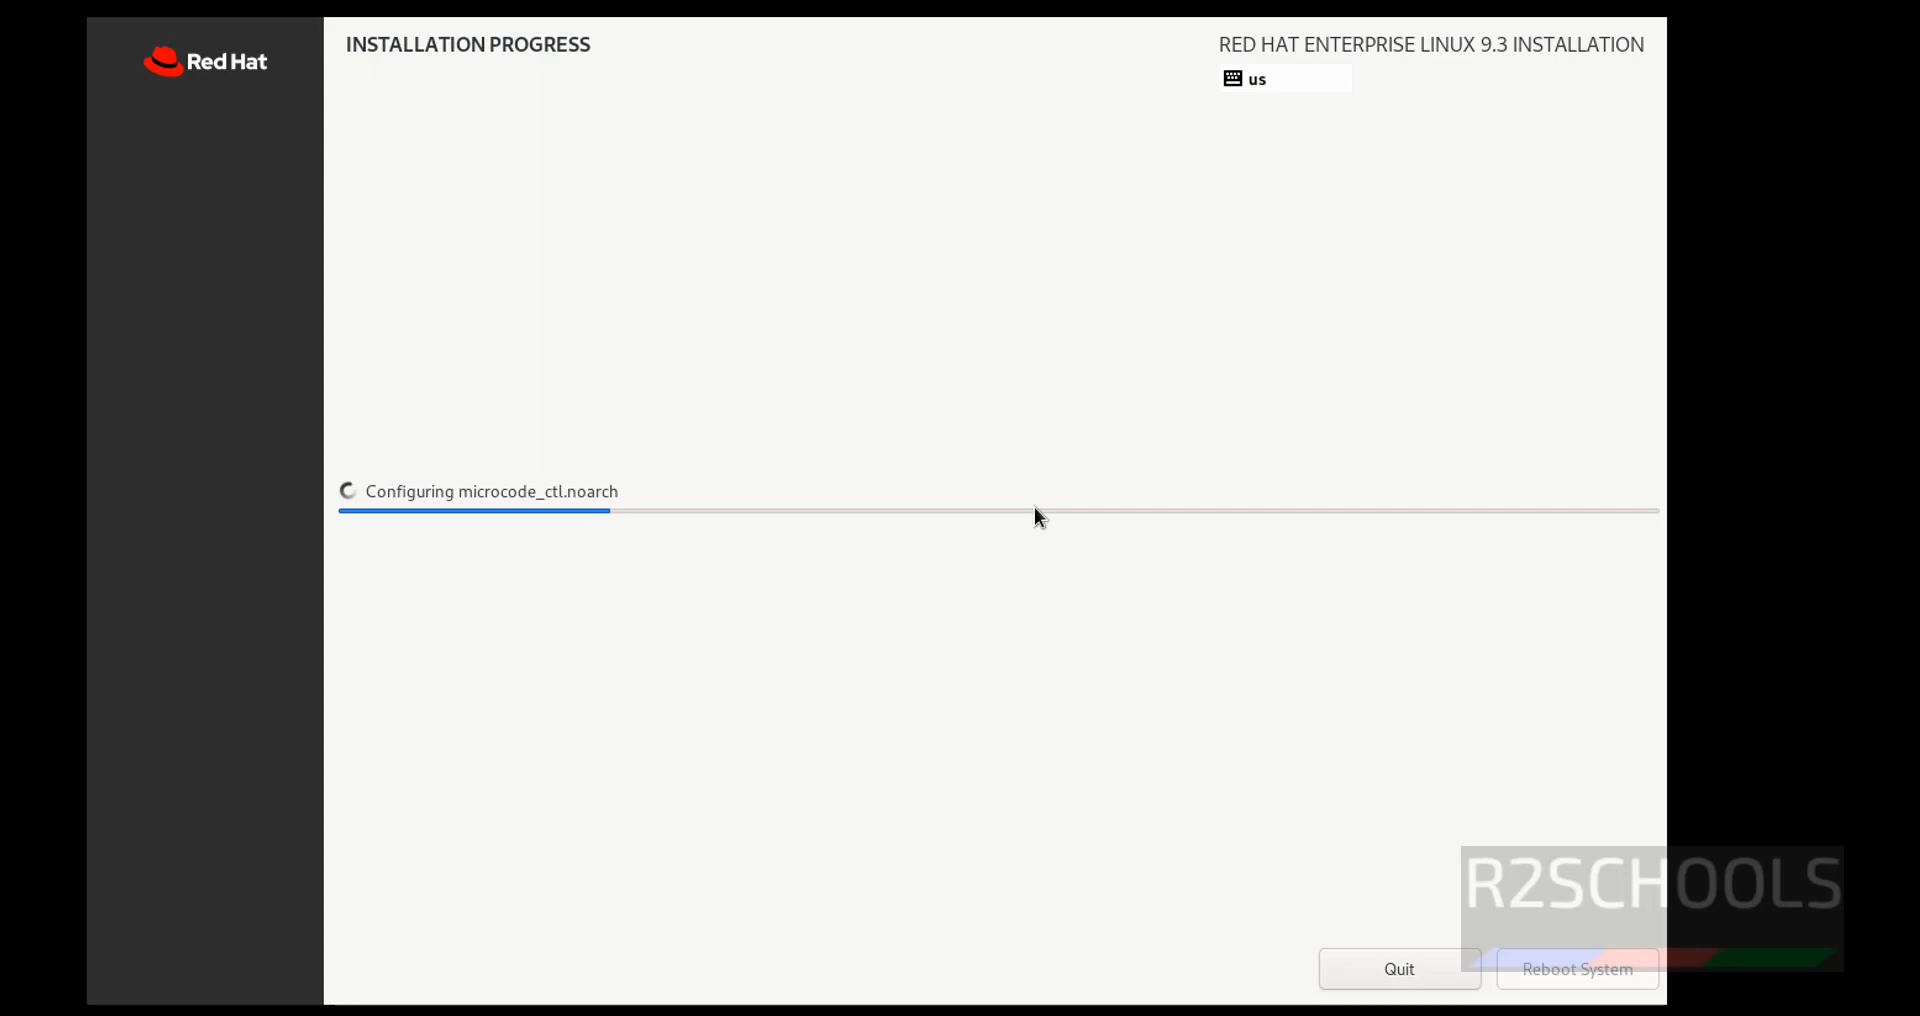 Red Hat
INSTALLATION PROGRESS
RED HAT ENTERPRISE LINUX 9.3 INSTALLATION
us
Configuring microcode_ctl.noarch
R2SCHOOLS
Quit
Reboot System